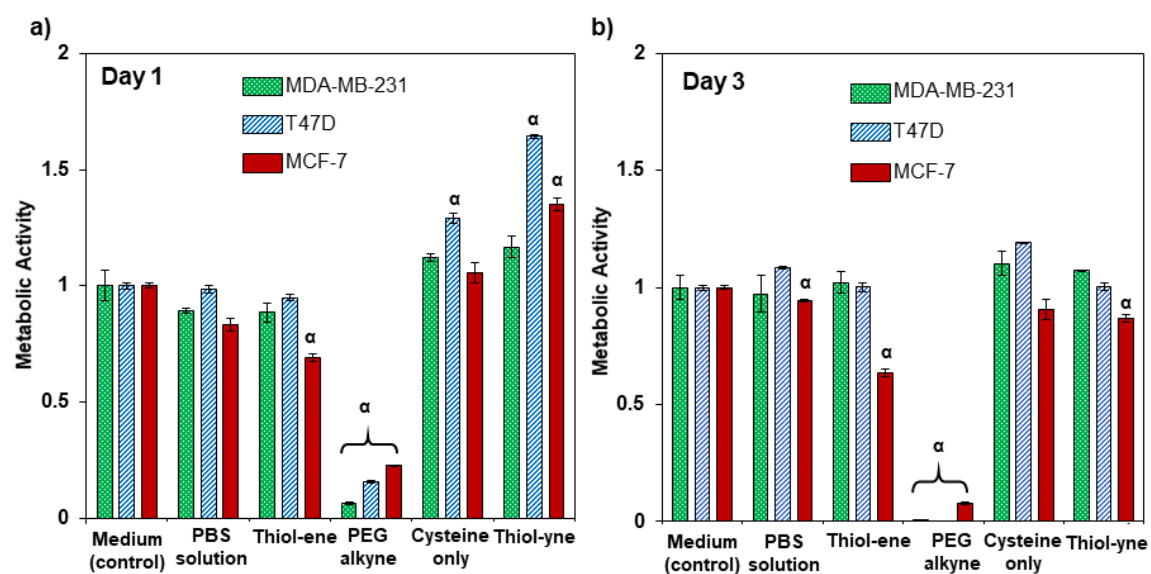 a)
Day 1
MDA-MB-231
T47D
MCF-7
Metabolic Activity
2
1.5
1
0.5
0
α
α
α
α
α
Medium
(control)
PBS
solution
Thiol-ene
PEG
alkyne
Cysteine
only
Thiol-yne
b)
Day 3
MDA-MB-231
T47D
MCF-7
Metabolic Activity
2
1.5
1
0.5
0
α
α
α
α
Medium
(control)
PBS
solution
Thiol-ene
PEG
alkyne
Cysteine
only
Thiol-yne